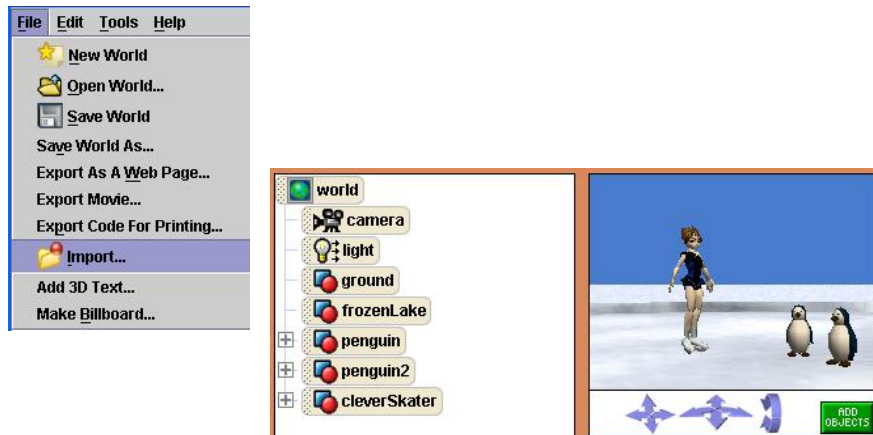 File Edit Tools Help
New World
Open World...
Save World
Save World As...
Export As A Web Page...
Export Movie...
Export Code For Printing...
Import...
Add 3D Text...
Make Billboard...
world
camera
light
ground
frozenLake
penguin
penguin2
cleverSkater
ADD
OBJECTS